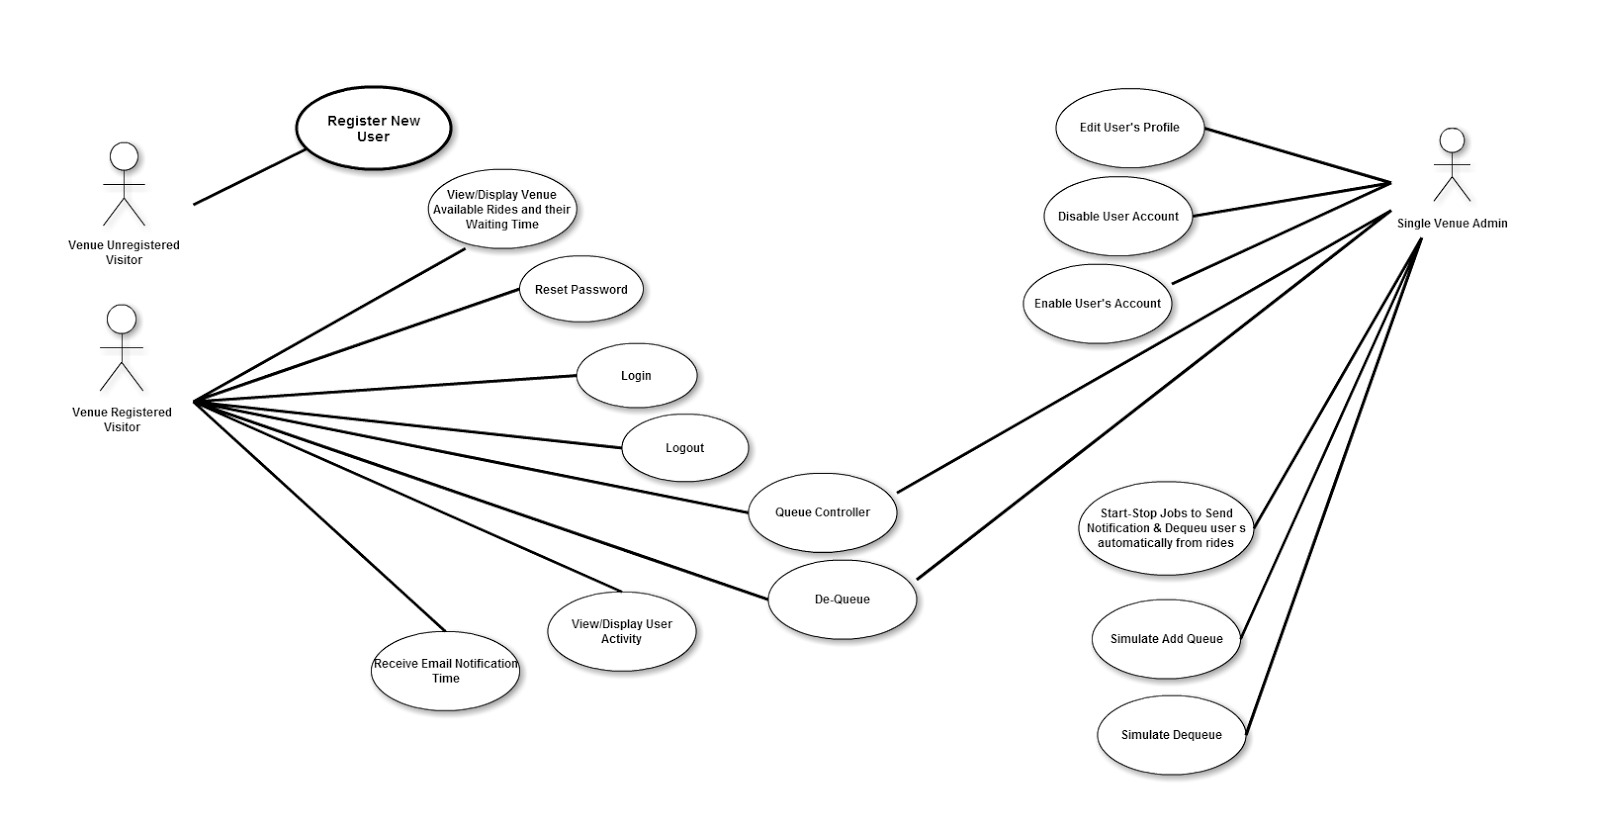 Register New
User
Venue Unregistered
Visitor
View/Display Venue
Available Rides and their
Waiting Time
Reset Password
Login
Logout
Venue Registered
Visitor
Queue Controller
De-Queue
View/Display User
Activity
Receive Email Notification
Time
Edit User's Profile
Disable User Account
Enable User's Account
Single Venue Admin
Start-Stop Jobs to Send
Notification & Dequeu user s
automatically from rides
Simulate Add Queue
Simulate Dequeue